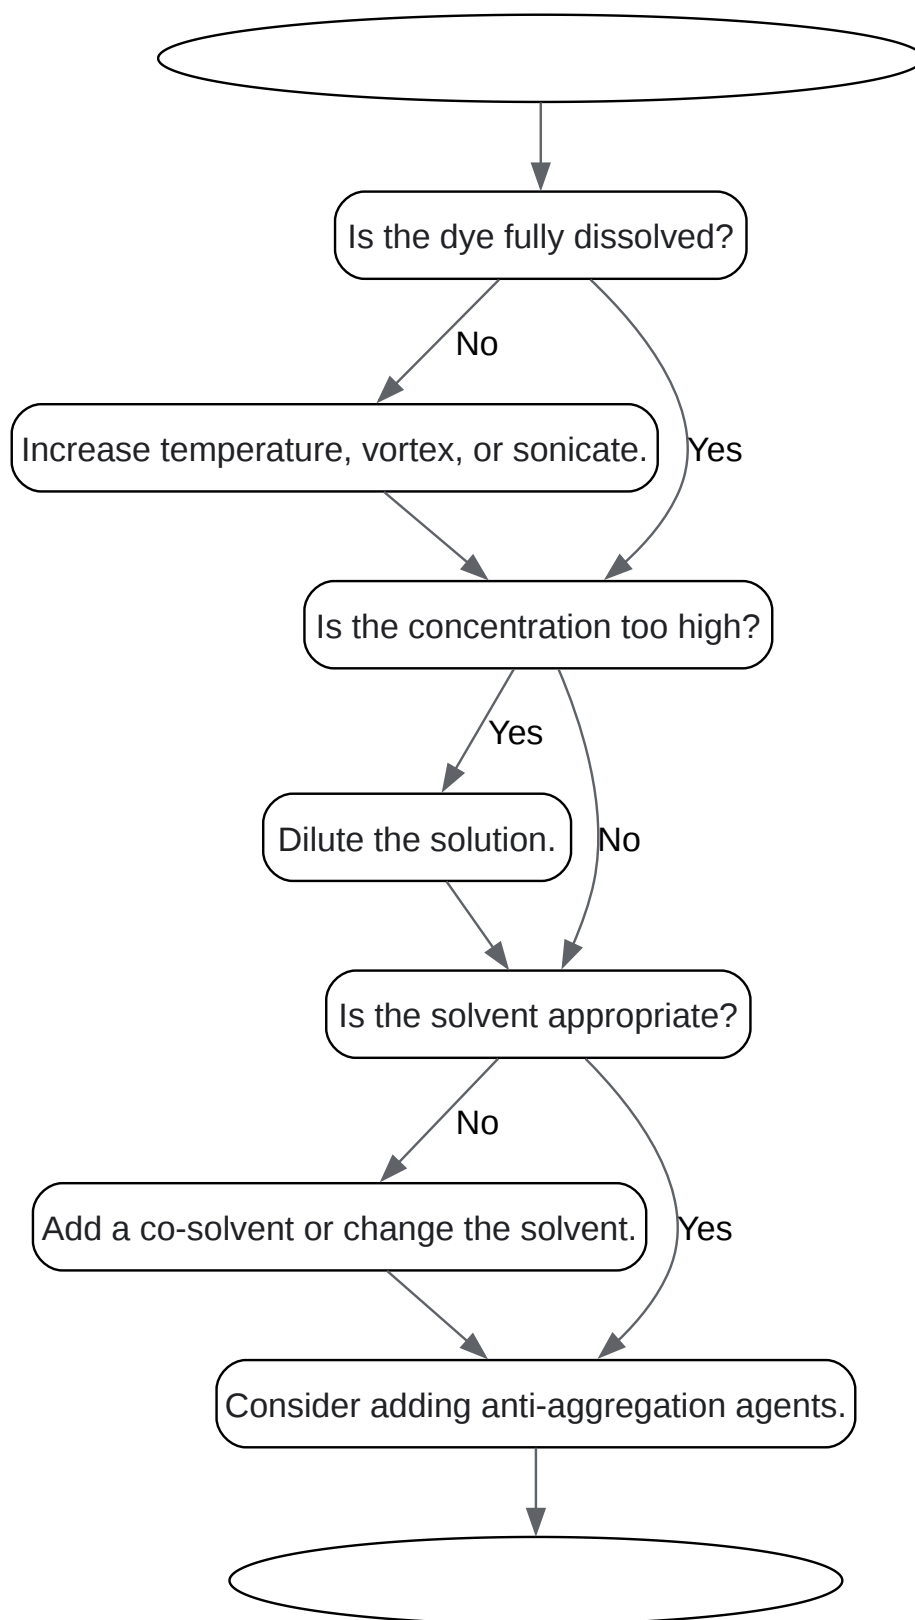 Is the dye fully dissolved?
No
Increase temperature, vortex, or sonicate.
Yes
Is the concentration too high?
Yes
Dilute the solution.
No
Is the solvent appropriate?
No
Add a co-solvent or change the solvent.
Yes
Consider adding anti-aggregation agents.